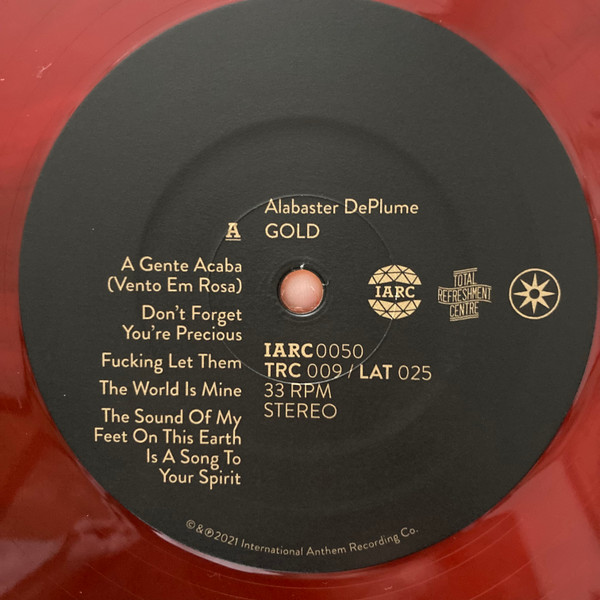 Alabaster DePlume
A
GOLD
A Gente Acaba
(Vento Em Rosa)
Don't Forget
You're Precious
Fucking Let Them
The World Is Mine
The Sound Of My
Feet On This Earth
Is A Song To
Your Spirit
IARC
TOTAL
REFRESHMENT
CENTRE
IARC0050
TRC 009 / LAT 025
33 RPM
STEREO
© & ℗ 2021 International Anthem Recording Co.